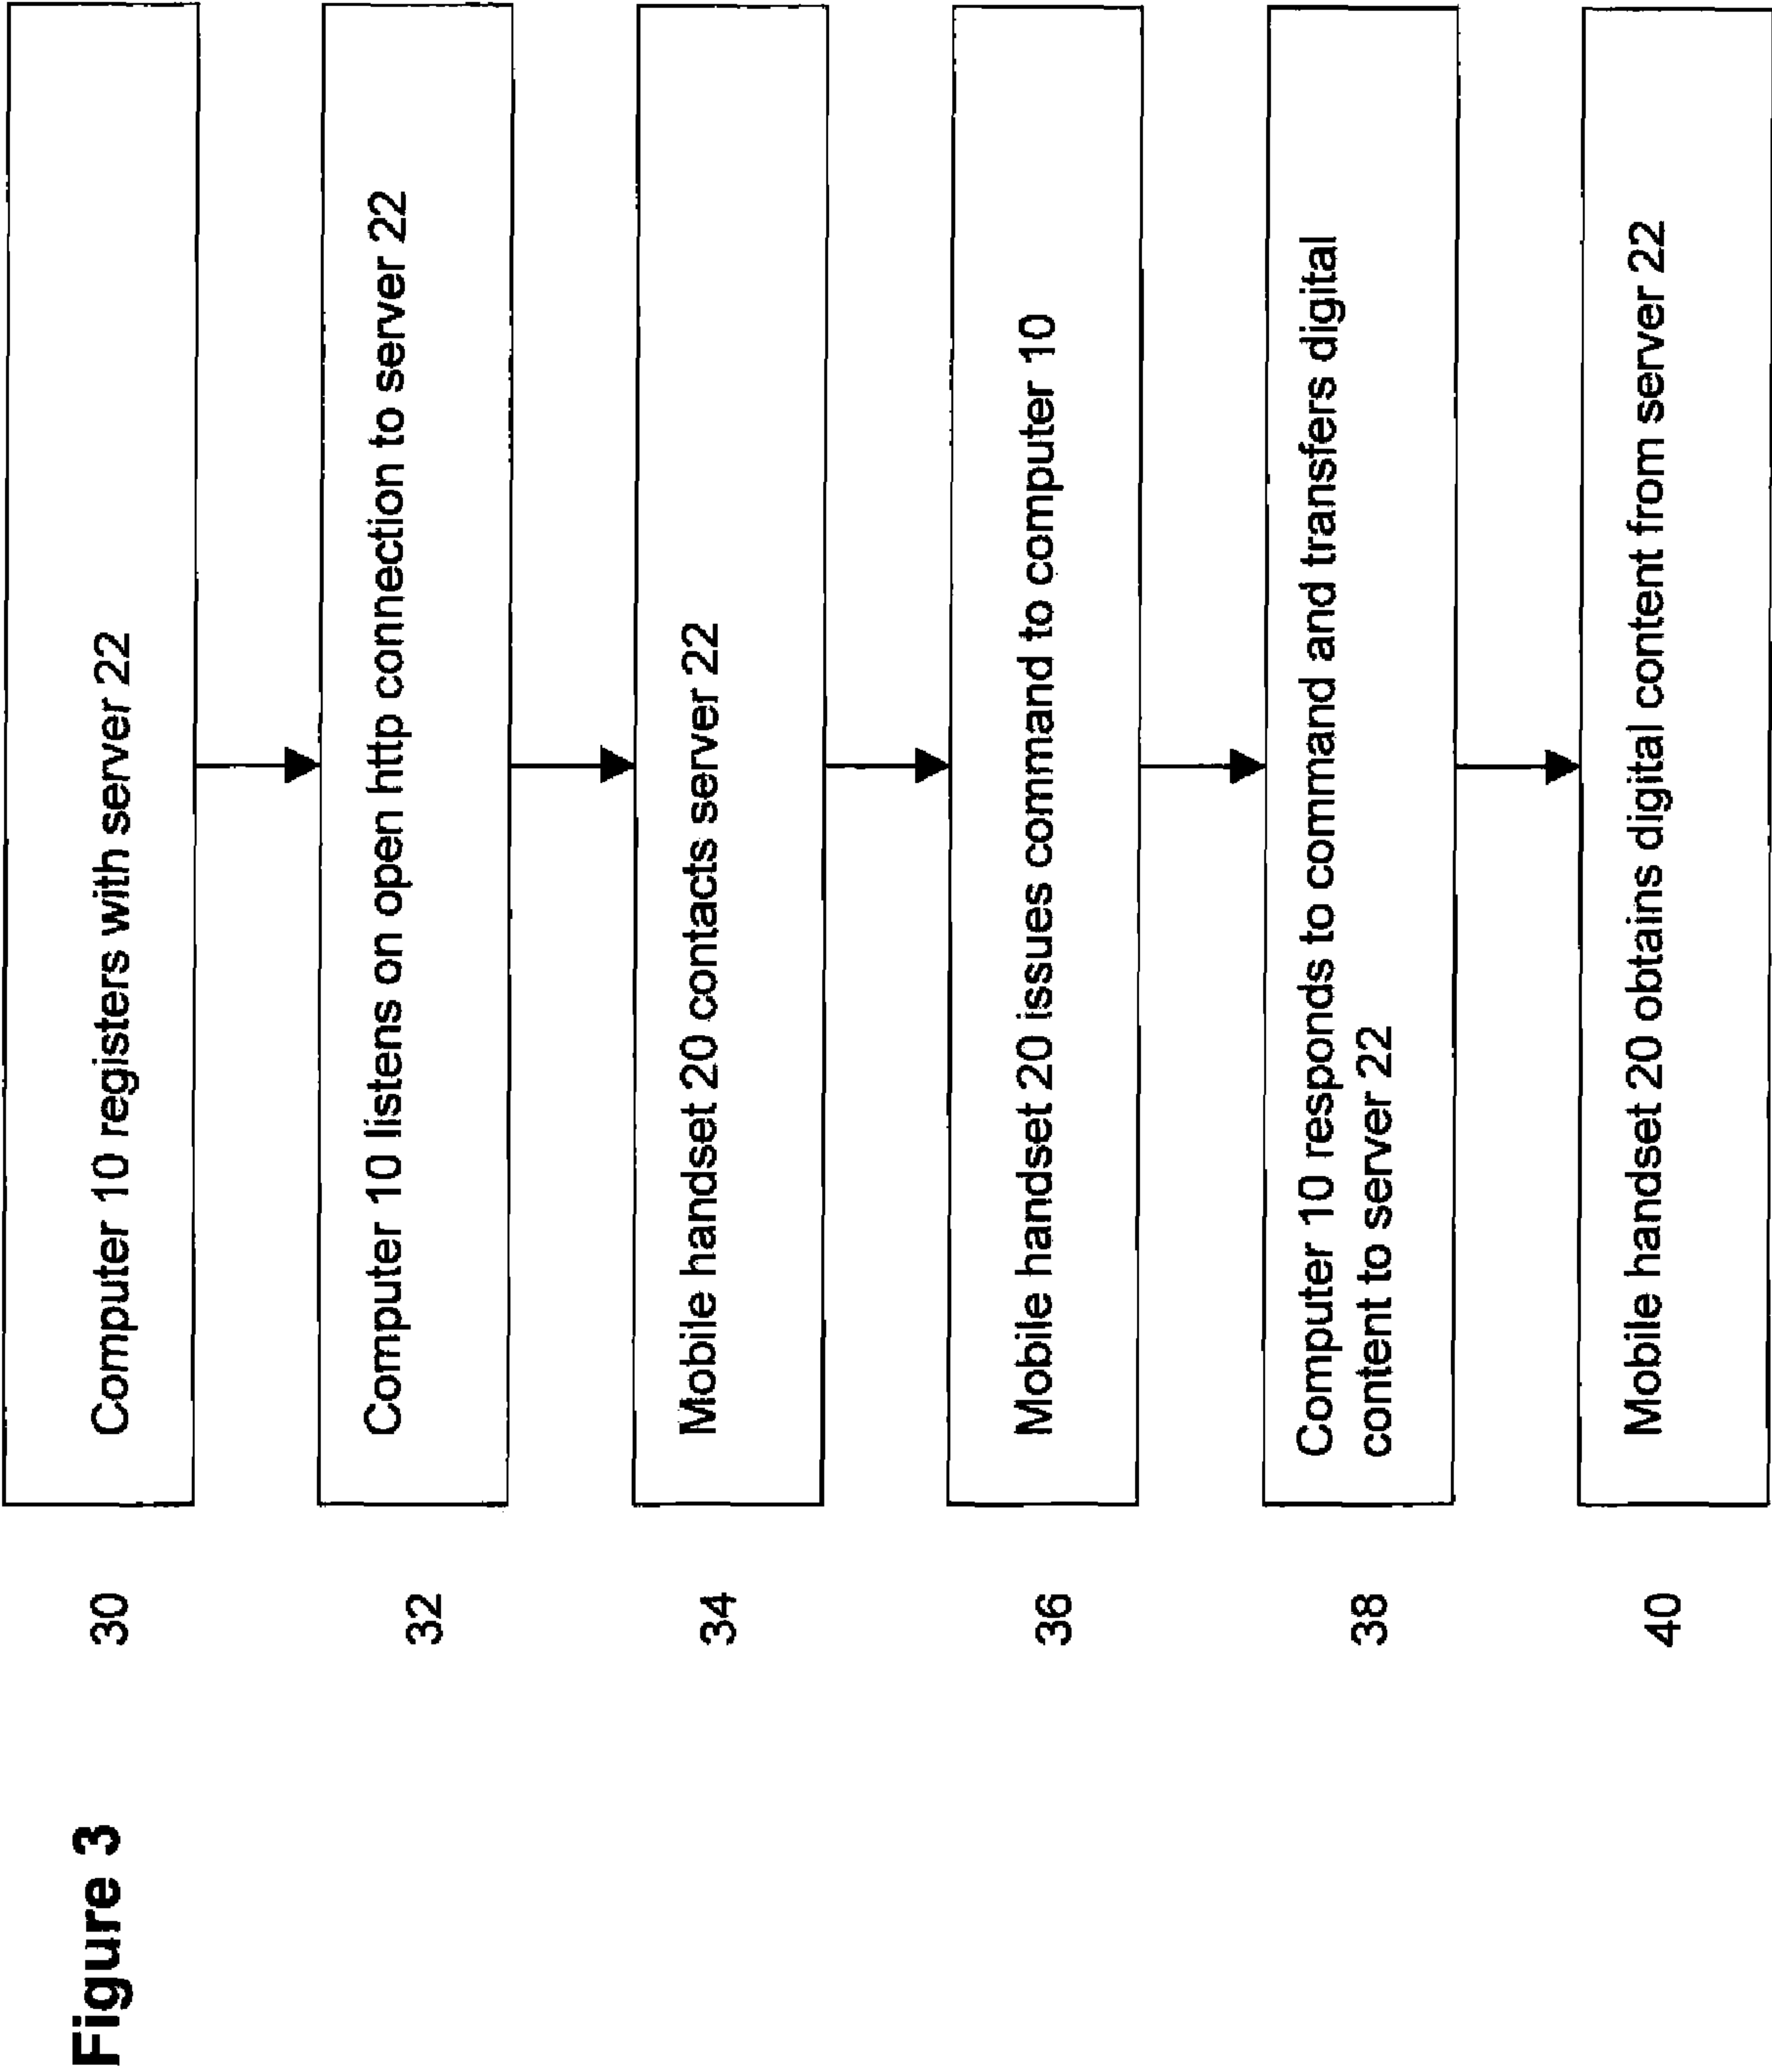 Figure 3
30
Computer 10 registers with server 22
32
Computer 10 listens on open http connection to server 22
34
Mobile handset 20 contacts server 22
36
Mobile handset 20 issues command to computer 10
38
Computer 10 responds to command and transfers digital
content to server 22
40
Mobile handset 20 obtains digital content from server 22